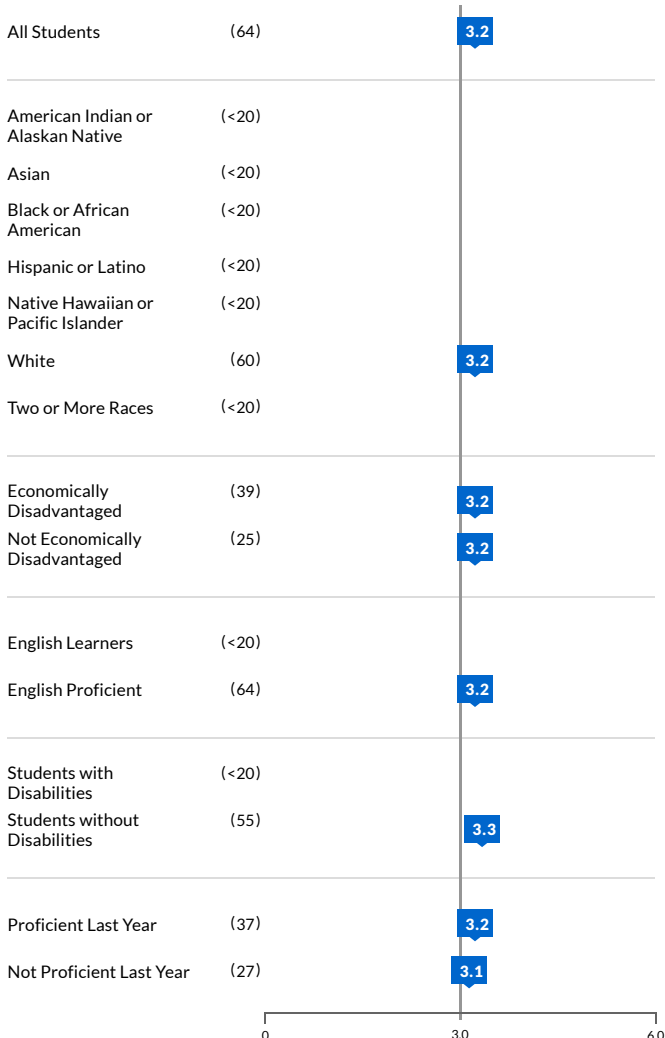 All Students (64) 3.2
American Indian or
Alaskan Native (<20)
Asian (<20)
Black or African
American (<20)
Hispanic or Latino (<20)
Native Hawaiian or
Pacific Islander (<20)
White (60) 3.2
Two or More Races (<20)
Economically
Disadvantaged (39) 3.2
Not Economically
Disadvantaged (25) 3.2
English Learners (<20)
English Proficient (64) 3.2
Students with
Disabilities (<20)
Students without
Disabilities (55) 3.3
Proficient Last Year (37) 3.2
Not Proficient Last Year (27) 3.1
0 3.0 6.0